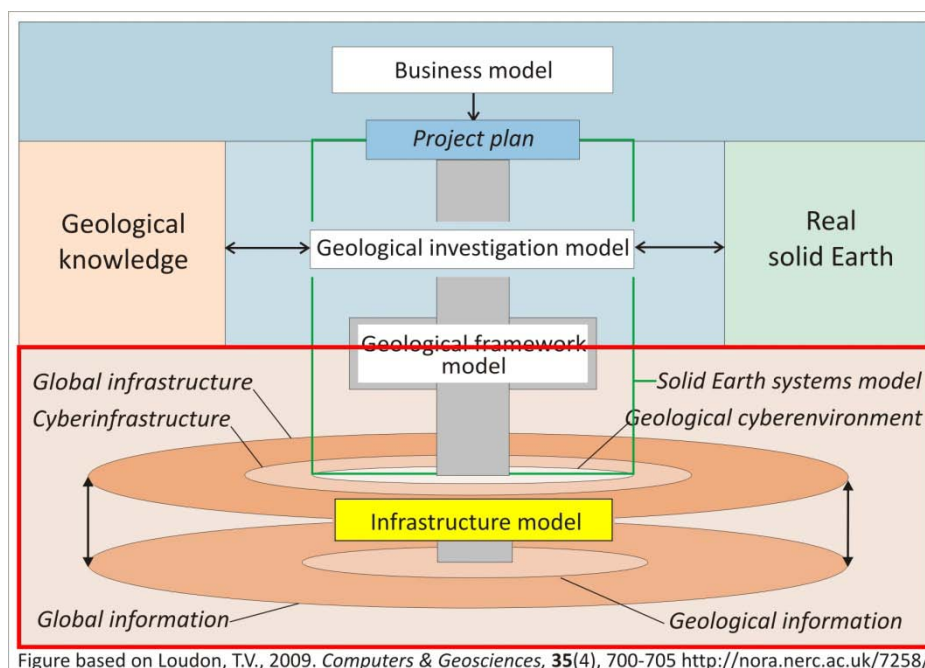 Business model
Project plan
Geological
knowledge
Geological investigation model
Real
solid Earth
Geological framework
model
Global infrastructure
Solid Earth systems model
Cyberinfrastructure
Geological cyberenvironment
Infrastructure model
Global information
Geological information
Figure based on Loudon, T.V., 2009. Computers & Geosciences, 35(4), 700-705 http://nora.nerc.ac.uk/7258/